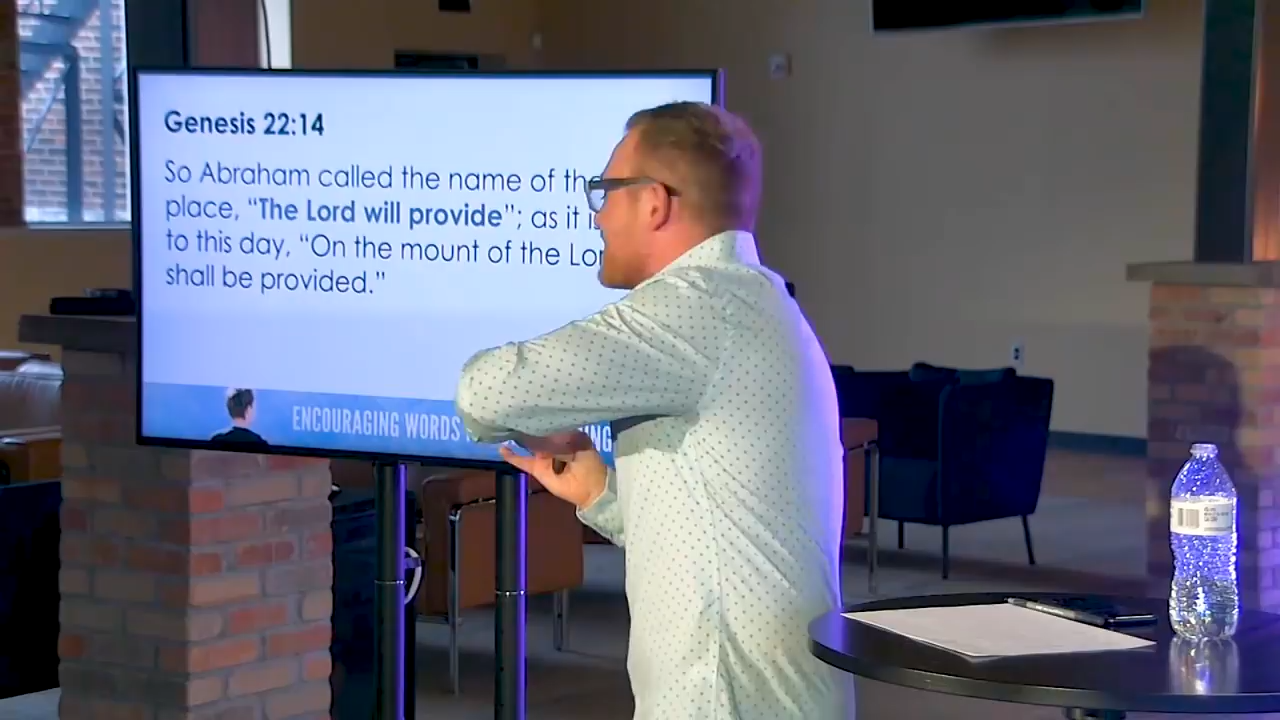 Genesis 22:14
So Abraham called the name of the
place, “The Lord will provide”; as it
to this day, “On the mount of the
shall be provided.”
ENCOURAGING WORDS